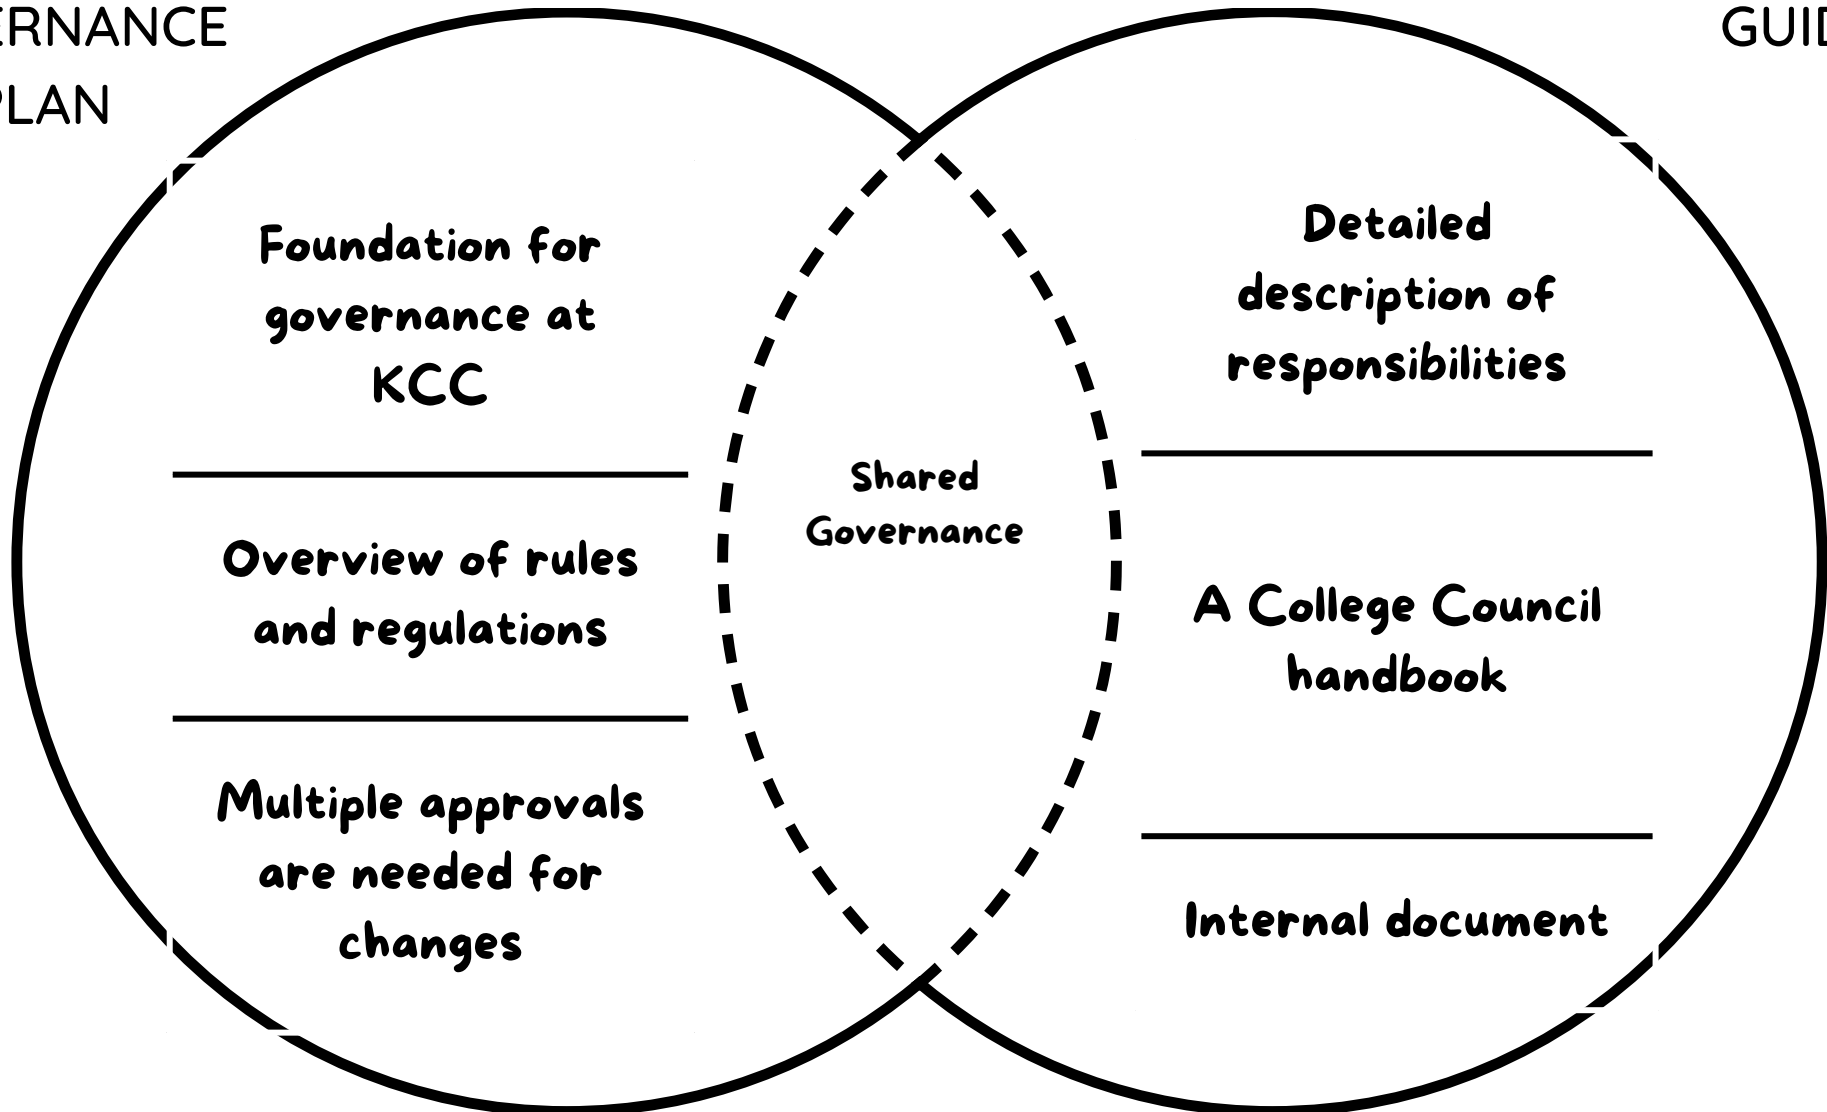 ERNANCE
PLAN
GUID
Foundation for
governance at
KCC
Overview of rules
and regulations
Multiple approvals
are needed for
changes
Shared
Governance
Detailed
description of
responsibilities
A College Council
handbook
Internal document